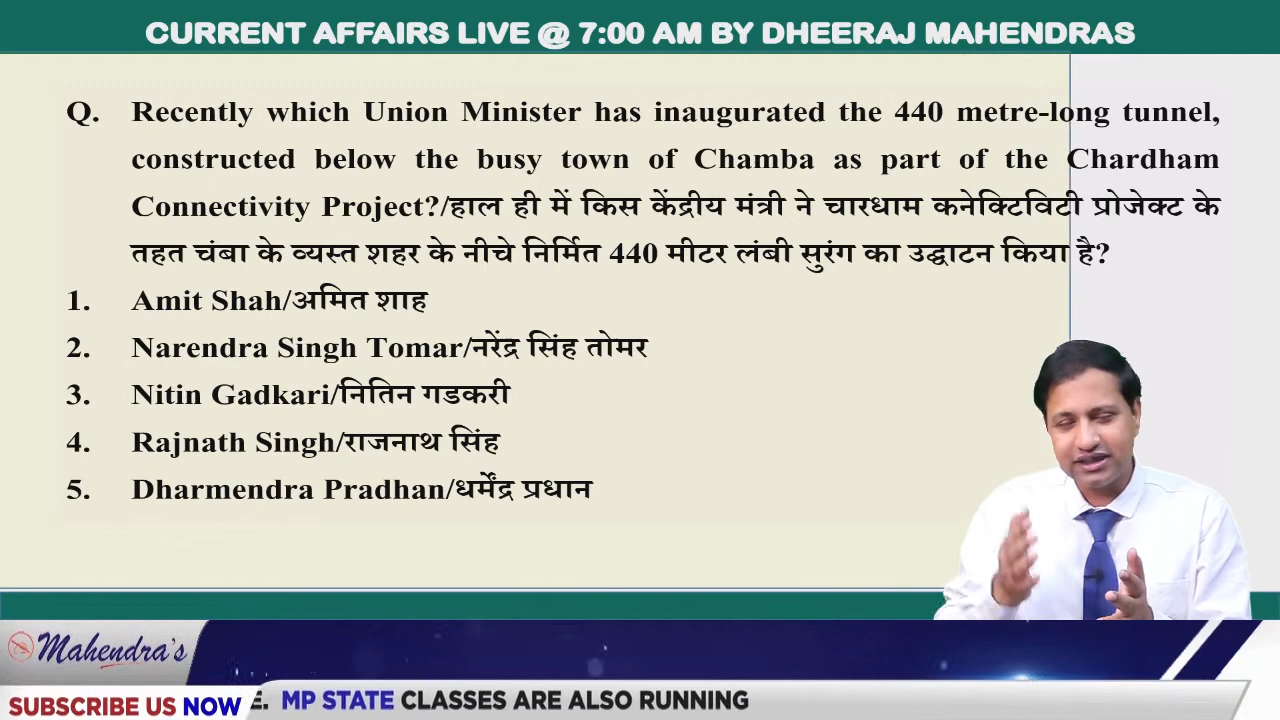 CURRENT AFFAIRS LIVE @ 7:00 AM BY DHEERAJ MAHENDRAS
Q. Recently which Union Minister has inaugurated the 440 metre-long tunnel,
constructed below the busy town of Chamba as part of the Chardham
Connectivity Project?/हाल ही में किस केंद्रीय मंत्री ने चारधाम कनेक्टिविटी प्रोजेक्ट के
तहत चंबा के व्यस्त शहर के नीचे निर्मित 440 मीटर लंबी सुरंग का उद्घाटन किया है?
1. Amit Shah/अमित शाह
2. Narendra Singh Tomar/नरेंद्र सिंह तोमर
3. Nitin Gadkari/नितिन गडकरी
4. Rajnath Singh/राजनाथ सिंह
5. Dharmendra Pradhan/धर्मेंद्र प्रधान
Mahendra's
SUBSCRIBE US NOW
E. MP STATE CLASSES ARE ALSO RUNNING